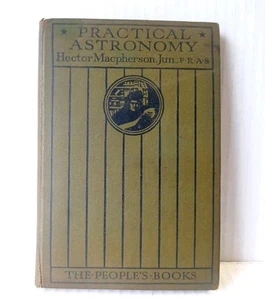 PRACTICAL
ASTRONOMY
Hector Macpherson, Jun., F·R·A·S
THE·PEOPLE'S·BOOKS